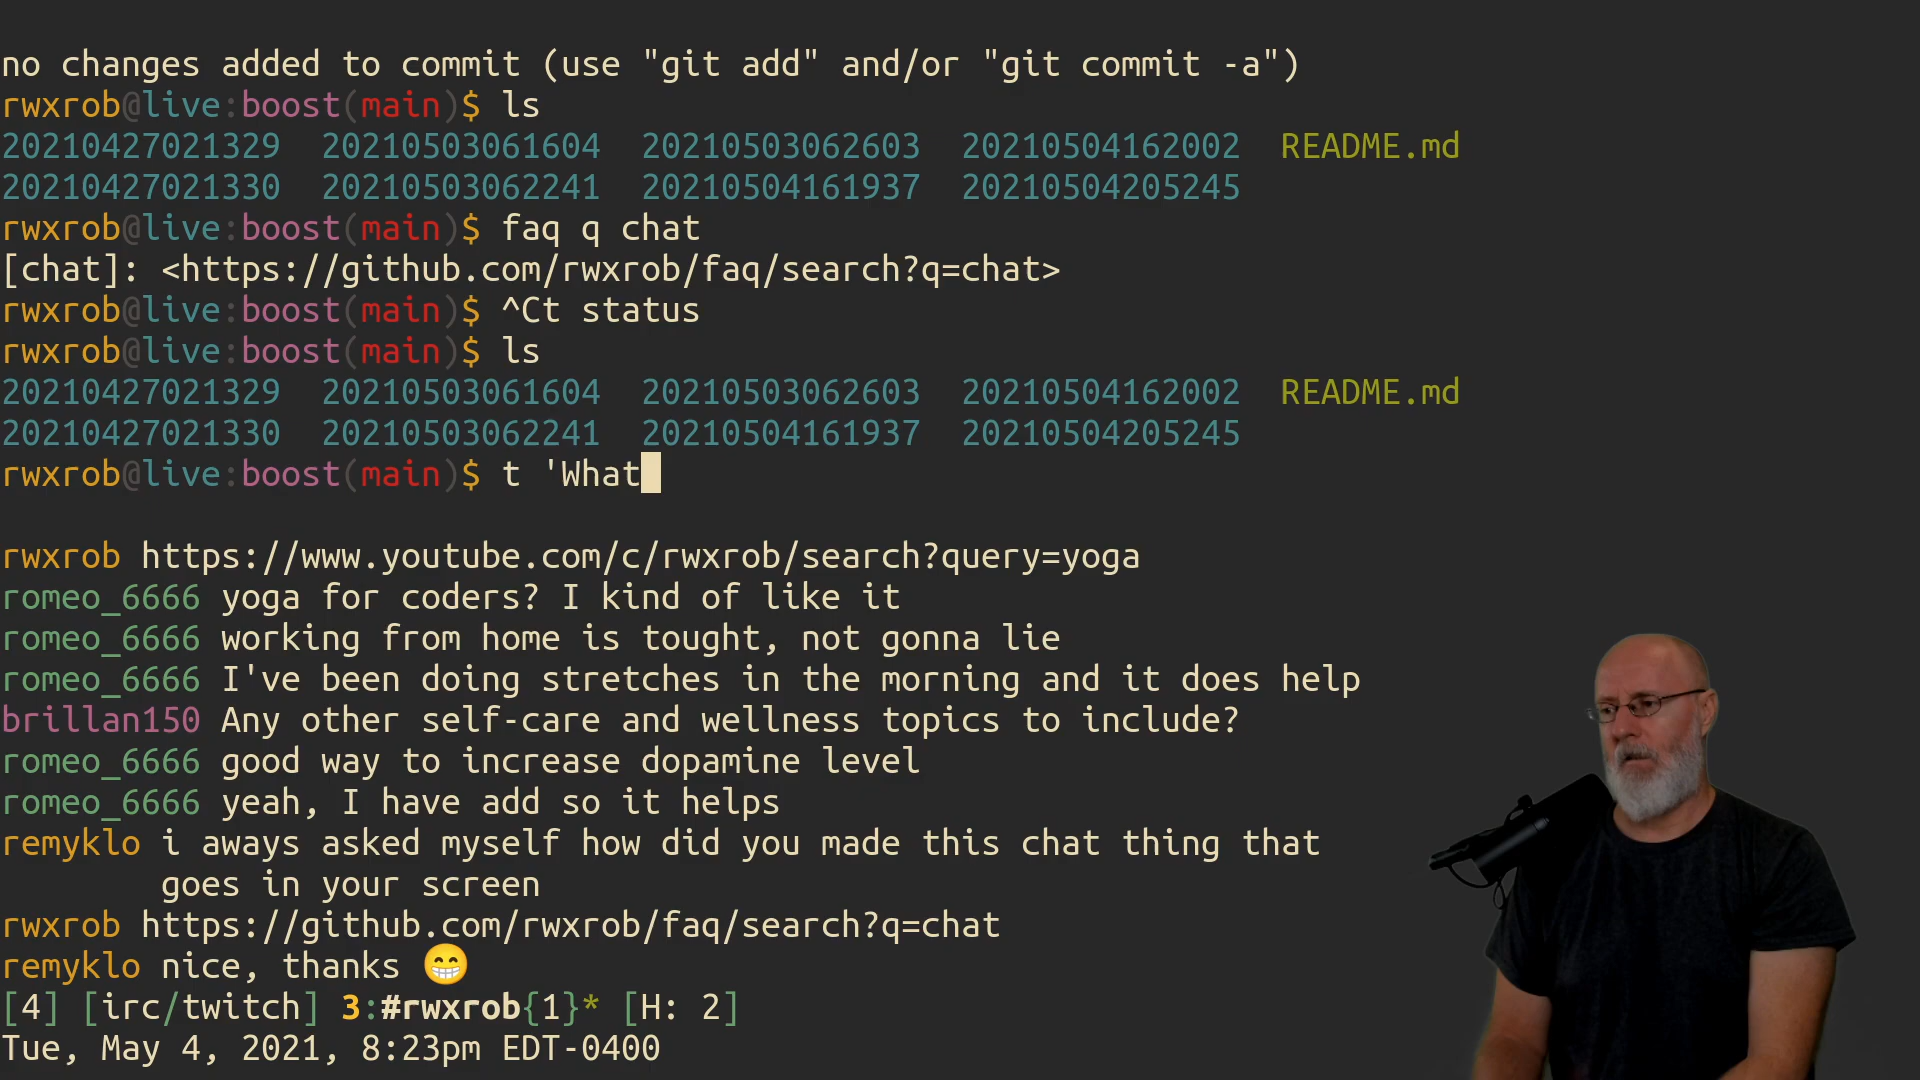 no changes added to commit (use "git add" and/or "git commit -a")
rwxrob@live:boost(main)$ ls
20210427021329  20210503061604  20210503062603  20210504162002  README.md
20210427021330  20210503062241  20210504161937  20210504205245
rwxrob@live:boost(main)$ faq q chat
[chat]: <https://github.com/rwxrob/faq/search?q=chat>
rwxrob@live:boost(main)$ ^Ct status
rwxrob@live:boost(main)$ ls
20210427021329  20210503061604  20210503062603  20210504162002  README.md
20210427021330  20210503062241  20210504161937  20210504205245
rwxrob@live:boost(main)$ t 'What
rwxrob https://www.youtube.com/c/rwxrob/search?query=yoga
romeo_6666 yoga for coders? I kind of like it
romeo_6666 working from home is tought, not gonna lie
romeo_6666 I've been doing stretches in the morning and it does help
brillan150 Any other self-care and wellness topics to include?
romeo_6666 good way to increase dopamine level
romeo_6666 yeah, I have add so it helps
remyklo i aways asked myself how did you made this chat thing that
goes in your screen
rwxrob https://github.com/rwxrob/faq/search?q=chat
remyklo nice, thanks 😁
[4] [irc/twitch] 3:#rwxrob{1}* [H: 2]
Tue, May 4, 2021, 8:23pm EDT-0400